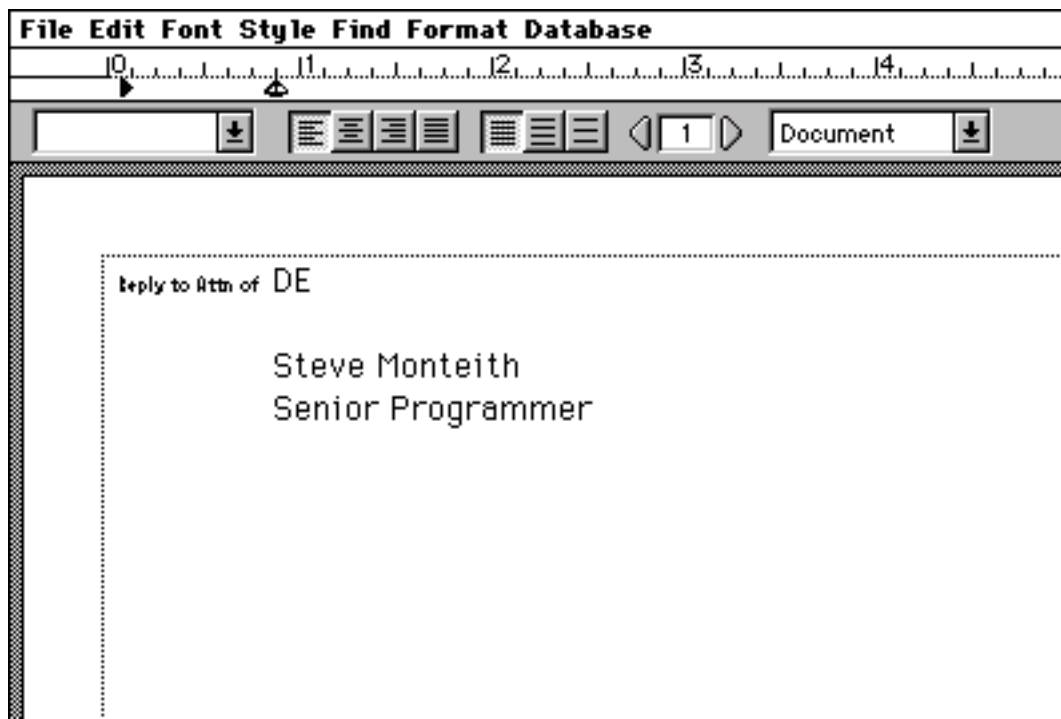 File Edit Font Style Find Format Database
0 1 2 3 4
1 Document
Reply to Attn of DE
Steve Monteith
Senior Programmer